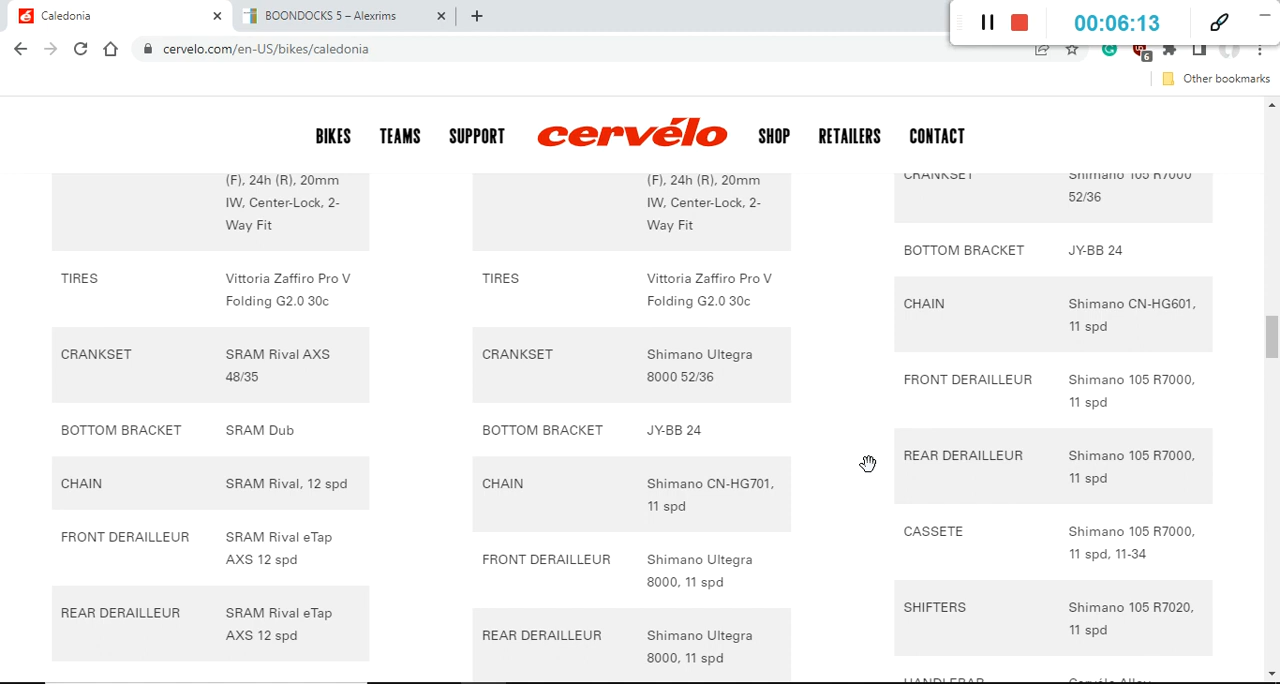 Caledonia
BOONDOCKS 5 – Alexrims
00:06:13
cervelo.com/en-US/bikes/caledonia
6
Other bookmarks
BIKES
TEAMS
SUPPORT
cervélo
SHOP
RETAILERS
CONTACT
(F), 24h (R), 20mm
IW, Center-Lock, 2-
Way Fit
TIRES
Vittoria Zaffiro Pro V
Folding G2.0 30c
CRANKSET
SRAM Rival AXS
48/35
BOTTOM BRACKET
SRAM Dub
CHAIN
SRAM Rival, 12 spd
FRONT DERAILLEUR
SRAM Rival eTap
AXS 12 spd
REAR DERAILLEUR
SRAM Rival eTap
AXS 12 spd
(F), 24h (R), 20mm
IW, Center-Lock, 2-
Way Fit
TIRES
Vittoria Zaffiro Pro V
Folding G2.0 30c
CRANKSET
Shimano Ultegra
8000 52/36
BOTTOM BRACKET
JY-BB 24
CHAIN
Shimano CN-HG701,
11 spd
FRONT DERAILLEUR
Shimano Ultegra
8000, 11 spd
REAR DERAILLEUR
Shimano Ultegra
8000, 11 spd
CRANKSET
Shimano 105 R7000
52/36
BOTTOM BRACKET
JY-BB 24
CHAIN
Shimano CN-HG601,
11 spd
FRONT DERAILLEUR
Shimano 105 R7000,
11 spd
REAR DERAILLEUR
Shimano 105 R7000,
11 spd
CASSETE
Shimano 105 R7000,
11 spd, 11-34
SHIFTERS
Shimano 105 R7020,
11 spd
HANDLEBAR
Cervélo Alloy